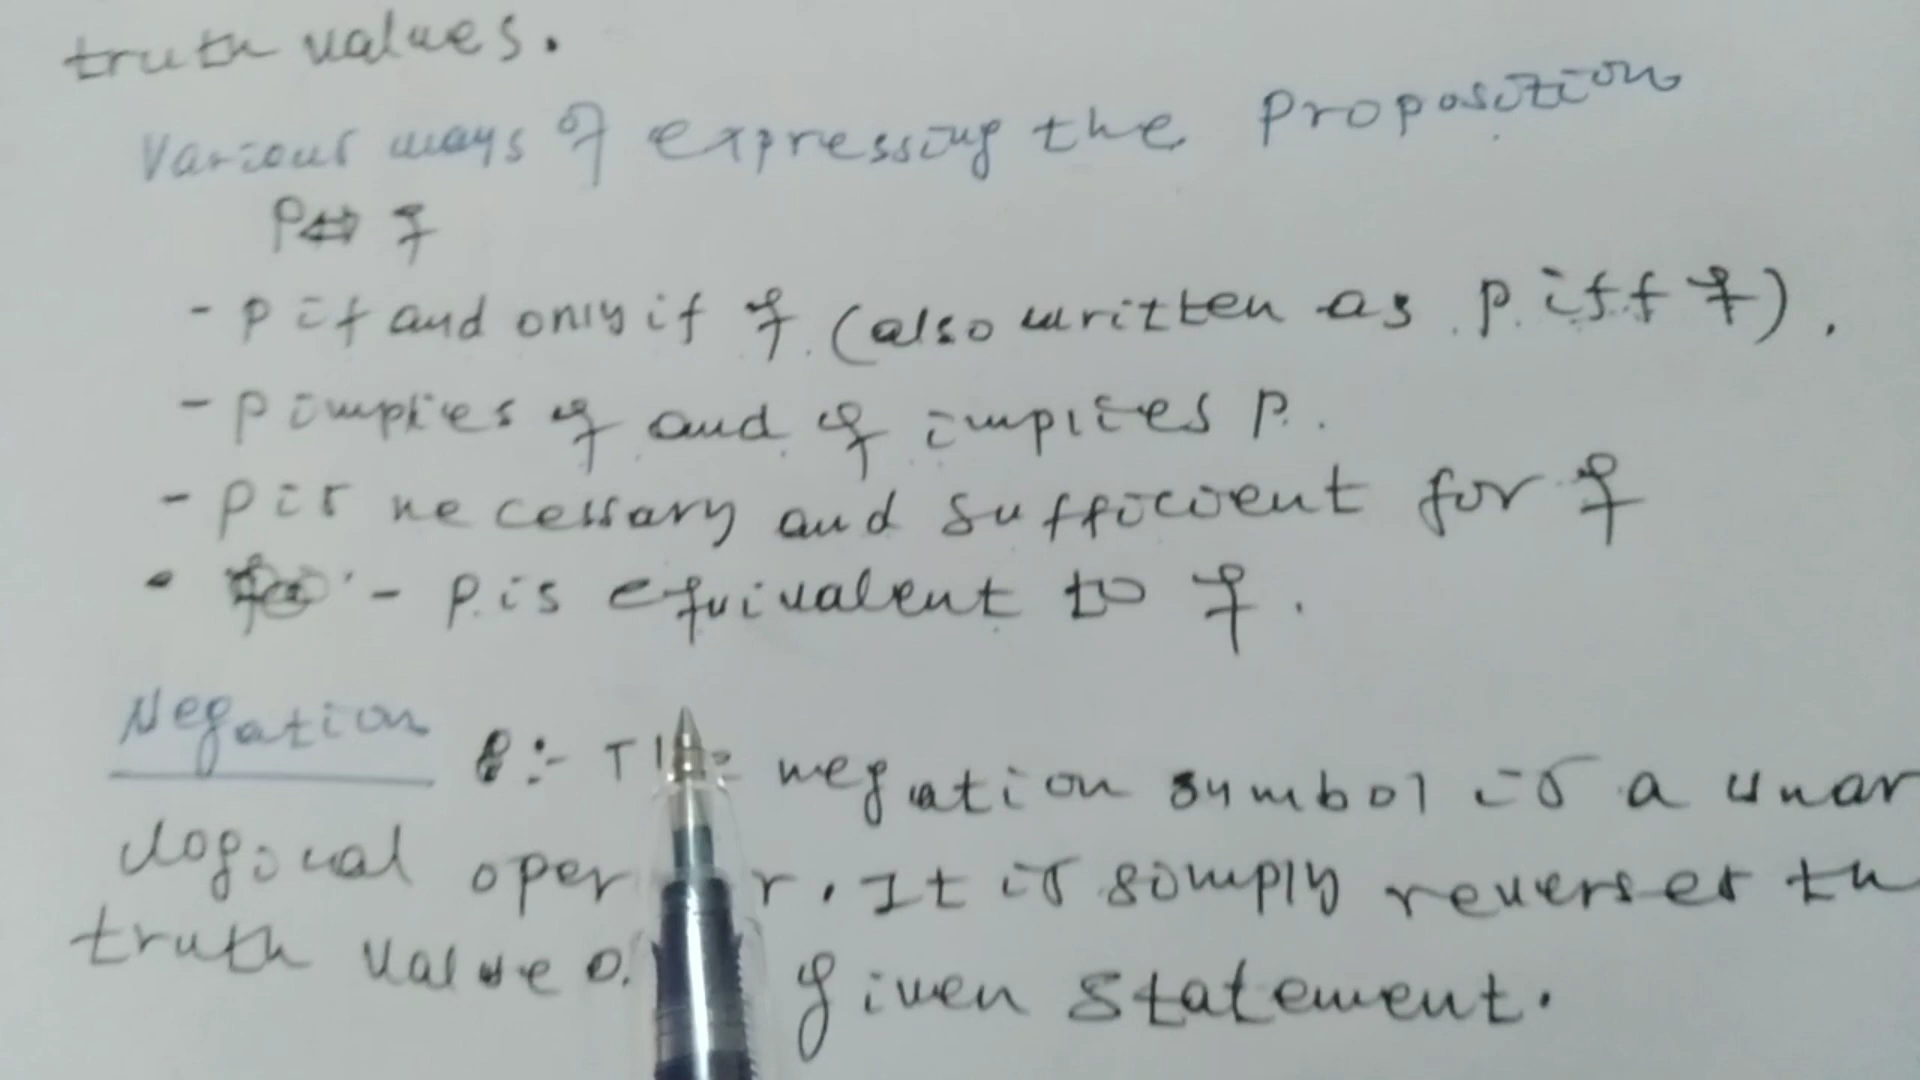 truth values.
Various ways of expressing the Proposition
P⇔ q
- p if and only if q. (also written as p. iff q).
- p implies q and q implies p.
- p is necessary and sufficient for q
• - p.is equivalent to q.
Negation :- negation symbol is a unar
logical r. It is simply reverses th
truth value given statement.